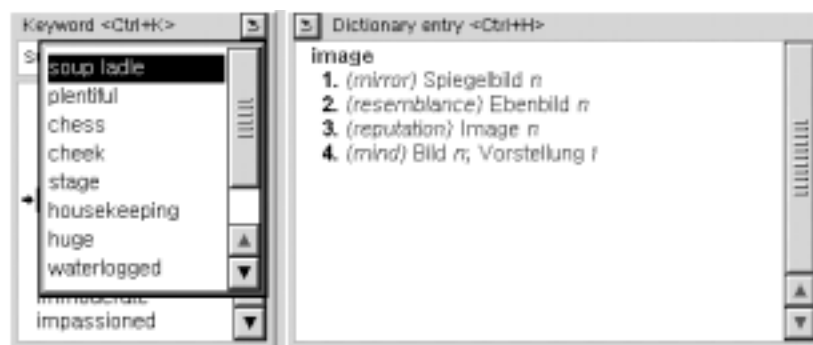 Keyword <Ctrl+K>
soup ladle
plentiful
chess
cheek
stage
housekeeping
huge
waterlogged
impassioned
Dictionary entry <Ctrl+H>
image
1. (mirror) Spiegelbild n
2. (resemblance) Ebenbild n
3. (reputation) Image n
4. (mind) Bild n; Vorstellung f